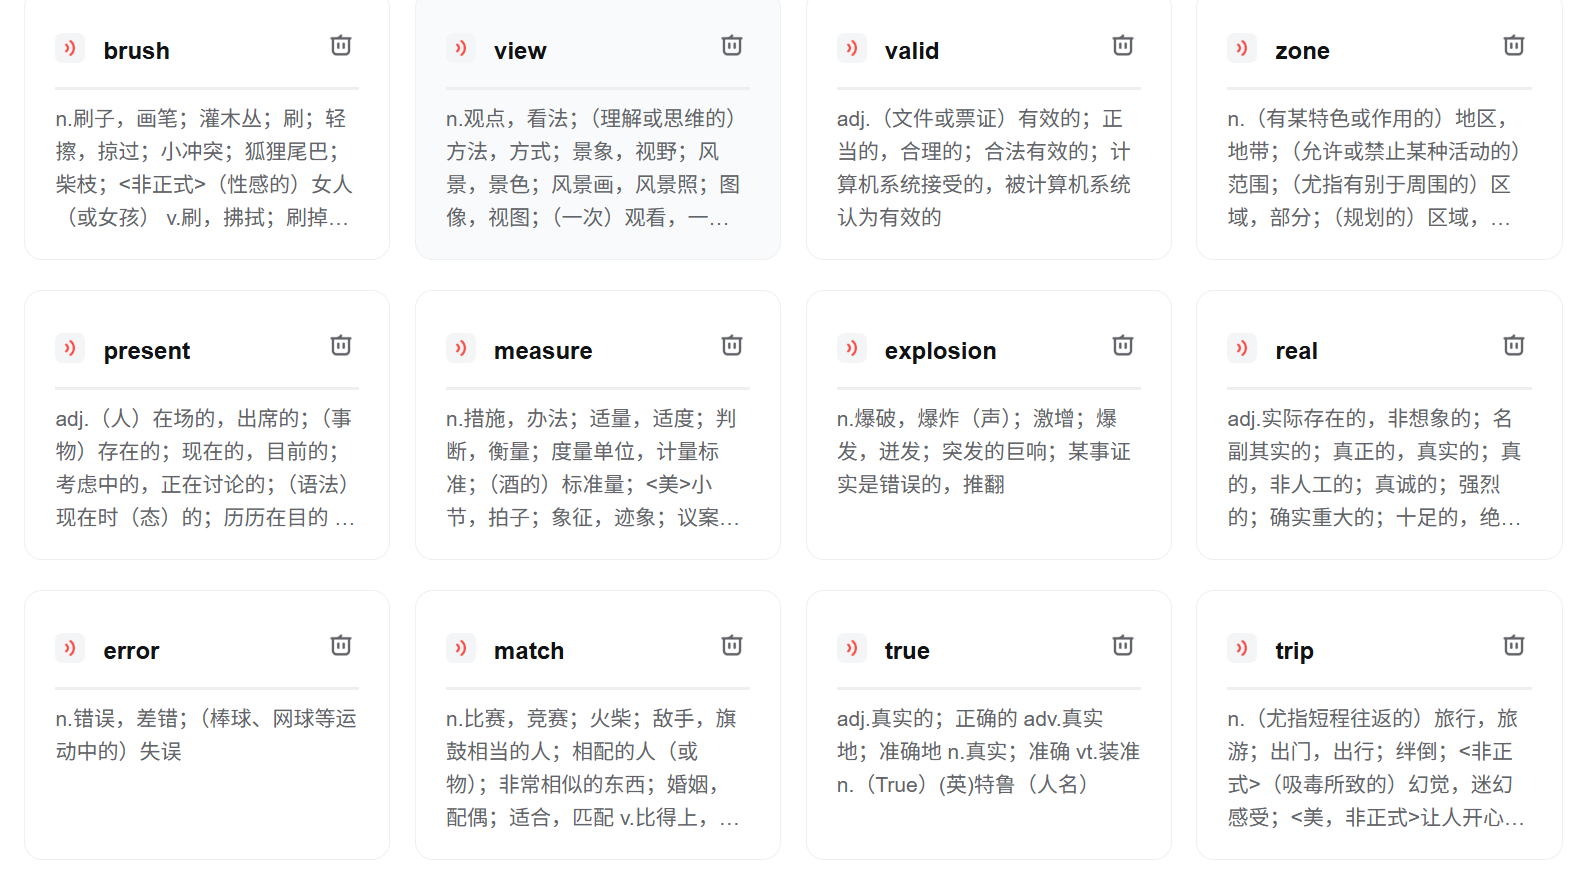 brush
n.刷子，画笔；灌木丛；刷；轻
擦，掠过；小冲突；狐狸尾巴；
柴枝；<非正式>（性感的）女人
（或女孩） v.刷，拂拭；刷掉…
view
n.观点，看法；（理解或思维的）
方法，方式；景象，视野；风
景，景色；风景画，风景照；图
像，视图；（一次）观看，一…
valid
adj.（文件或票证）有效的；正
当的，合理的；合法有效的；计
算机系统接受的，被计算机系统
认为有效的
zone
n.（有某特色或作用的）地区，
地带；（允许或禁止某种活动的）
范围；（尤指有别于周围的）区
域，部分；（规划的）区域，…
present
adj.（人）在场的，出席的；（事
物）存在的；现在的，目前的；
考虑中的，正在讨论的；（语法）
现在时（态）的；历历在目的 …
measure
n.措施，办法；适量，适度；判
断，衡量；度量单位，计量标
准；（酒的）标准量；<美>小
节，拍子；象征，迹象；议案…
explosion
n.爆破，爆炸（声）；激增；爆
发，迸发；突发的巨响；某事证
实是错误的，推翻
real
adj.实际存在的，非想象的；名
副其实的；真正的，真实的；真
的，非人工的；真诚的；强烈
的；确实重大的；十足的，绝…
error
n.错误，差错；（棒球、网球等运
动中的）失误
match
n.比赛，竞赛；火柴；敌手，旗
鼓相当的人；相配的人（或
物）；非常相似的东西；婚姻，
配偶；适合，匹配 v.比得上，…
true
adj.真实的；正确的 adv.真实
地；准确地 n.真实；准确 vt.装准
n.（True）(英)特鲁（人名）
trip
n.（尤指短程往返的）旅行，旅
游；出门，出行；绊倒；<非正
式>（吸毒所致的）幻觉，迷幻
感受；<美，非正式>让人开心…